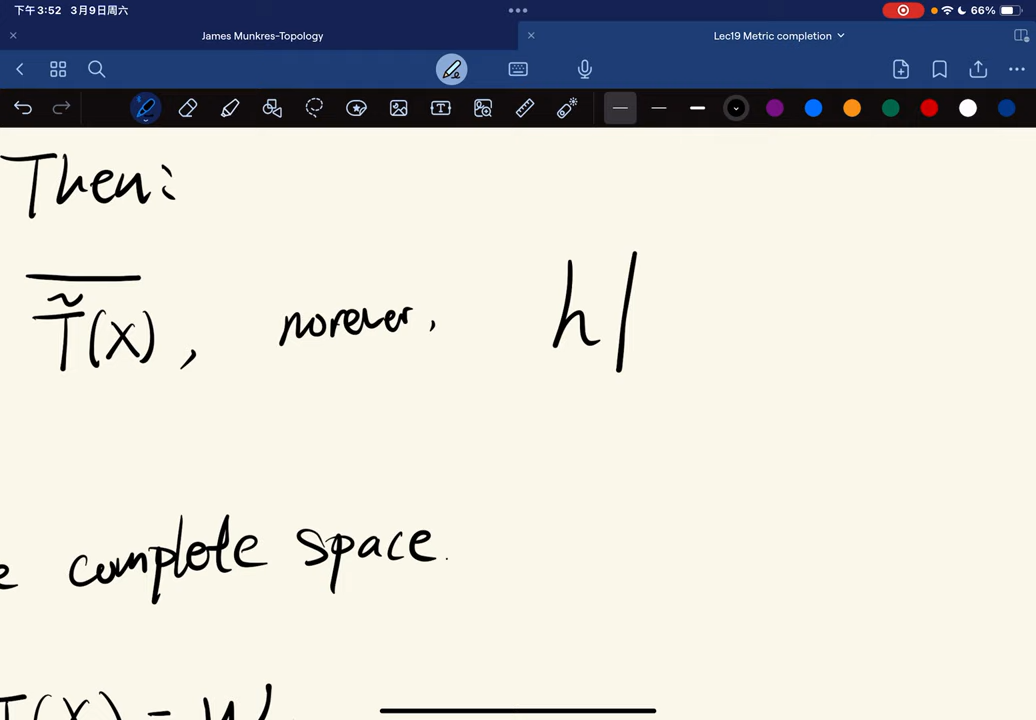 下午3:52 3月9日周六
66%
James Munkres-Topology
Lec19 Metric completion
Then:
T̃(X), norever, h|
complete space.
T(X) = W